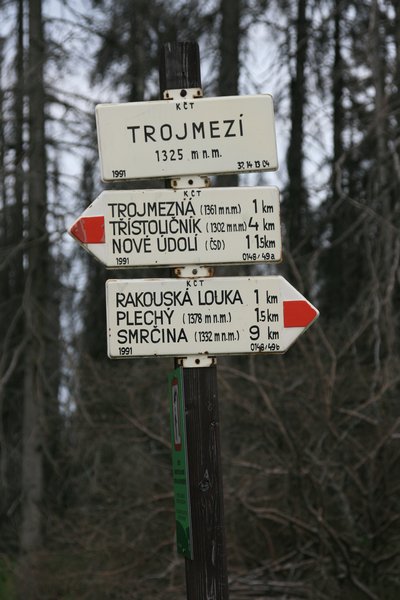 KČT
TROJMEZÍ
1325 m n.m.
1991 37.14 13 04
KČT
TROJMEZNÁ (1361 m n.m.) 1 km
TŘÍSTOLIČNÍK (1302 m n.m.) 4 km
NOVÉ ÚDOLÍ (ČSD) 11.5 km
1991 0148/49a
KČT
RAKOUSKÁ LOUKA 1 km
PLECHÝ (1378 m n.m.) 1.5 km
SMRČINA (1332 m n.m.) 9 km
1991 0148/49b